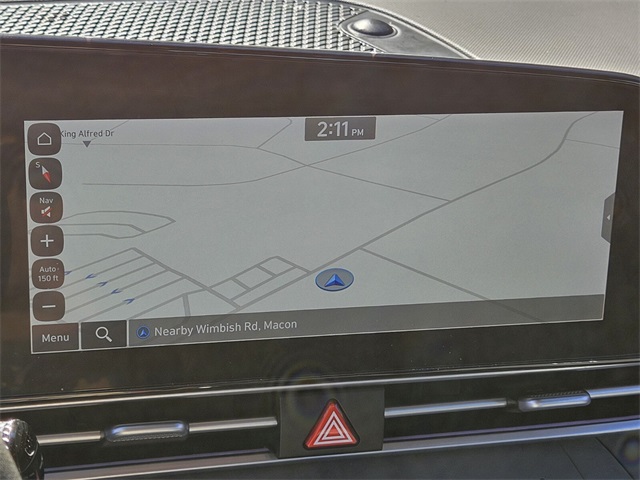 King Alfred Dr
2:11 PM
S
Nav
Auto
150 ft
Menu
Nearby Wimbish Rd, Macon